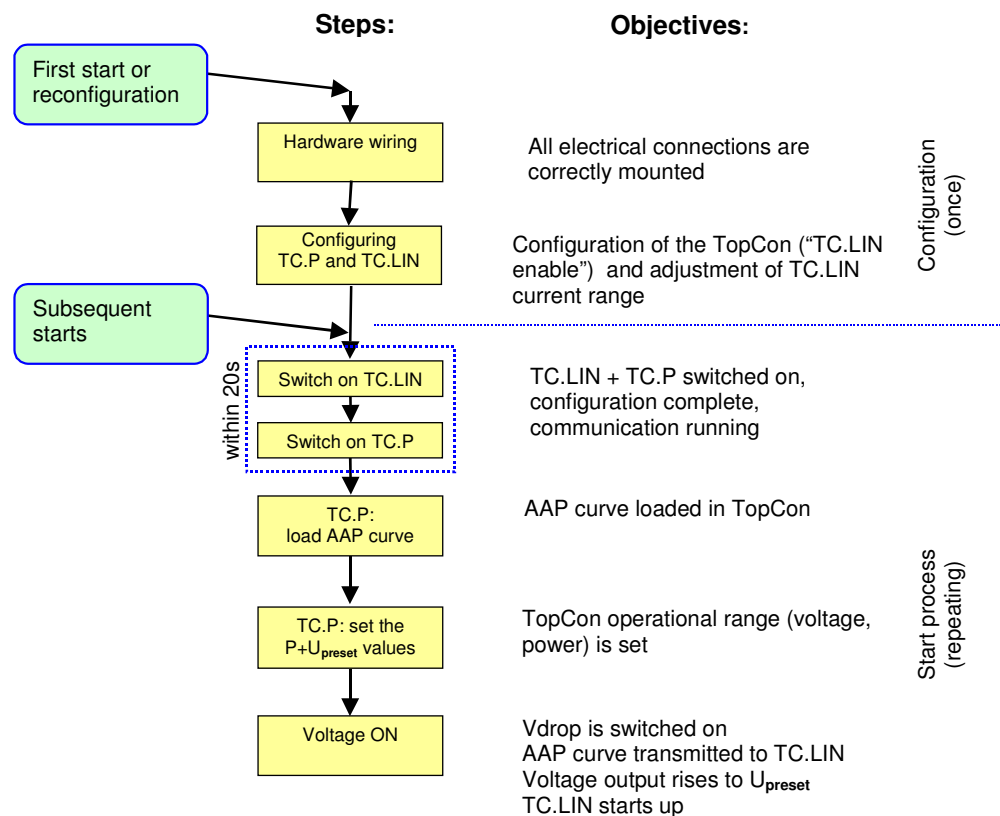 Steps:
Objectives:
First start or
reconfiguration
Hardware wiring
All electrical connections are
correctly mounted
Configuring
TC.P and TC.LIN
Configuration of the TopCon (“TC.LIN
enable”) and adjustment of TC.LIN
current range
Configuration
(once)
Subsequent
starts
within 20s
Switch on TC.LIN
Switch on TC.P
TC.LIN + TC.P switched on,
configuration complete,
communication running
TC.P:
load AAP curve
AAP curve loaded in TopCon
TC.P: set the
P+Upreset values
TopCon operational range (voltage,
power) is set
Start process
(repeating)
Voltage ON
Vdrop is switched on
AAP curve transmitted to TC.LIN
Voltage output rises to Upreset
TC.LIN starts up